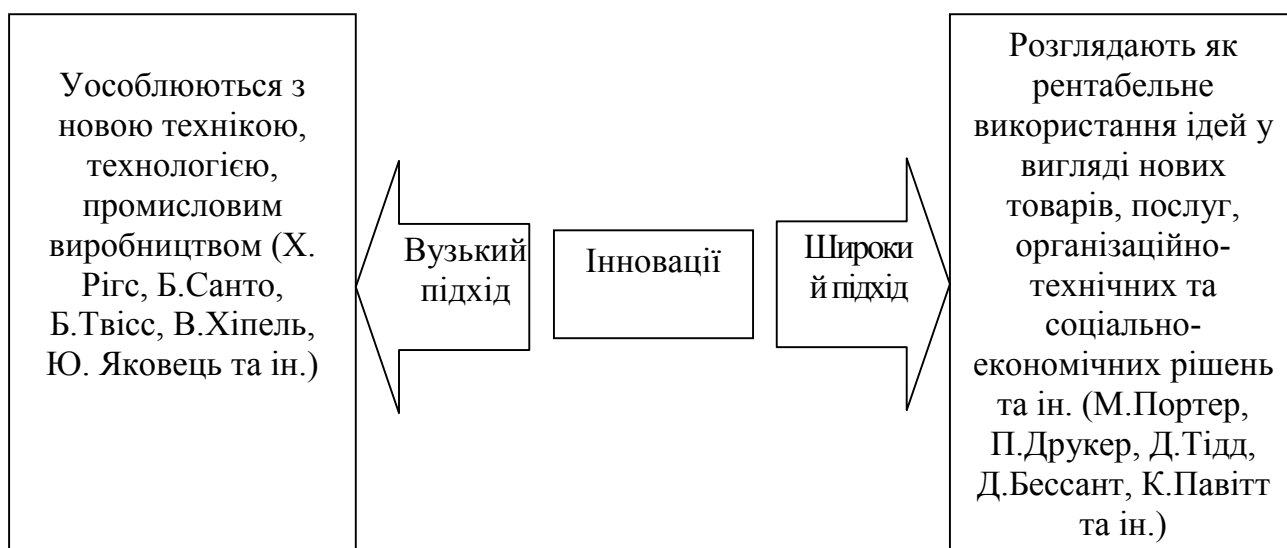 Уособлюються з
новою технікою,
технологією,
промисловим
виробництвом (Х.
Рігс, Б.Санто,
Б.Твісс, В.Хіпель,
Ю. Яковець та ін.)
Вузький
підхід
Інновації
Широки
й підхід
Розглядають як
рентабельне
використання ідей у
вигляді нових
товарів, послуг,
організаційно-
технічних та
соціально-
економічних рішень
та ін. (М.Портер,
П.Друкер, Д.Тідд,
Д.Бессант, К.Павітт
та ін.)